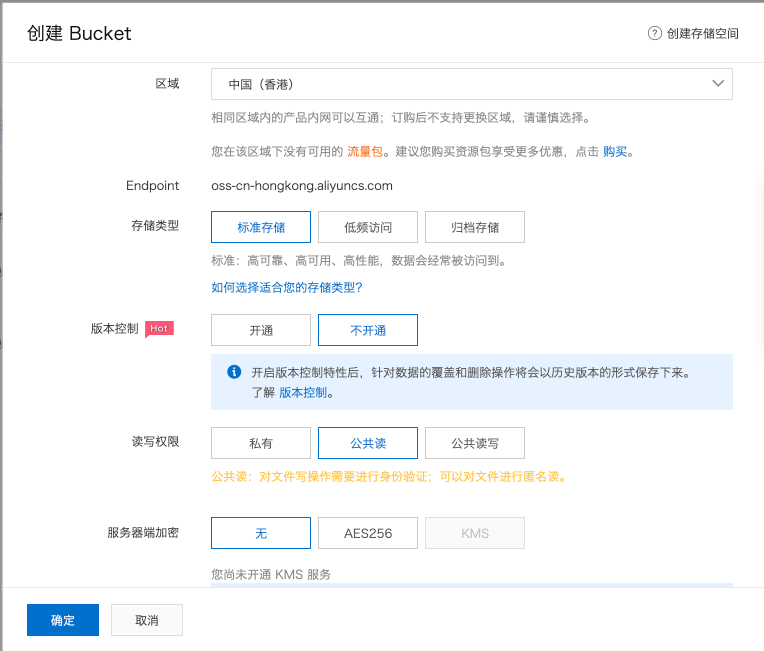 创建 Bucket
? 创建存储空间
区域
中国（香港）
相同区域内的产品内网可以互通；订购后不支持更换区域，请谨慎选择。
您在该区域下没有可用的 流量包。建议您购买资源包享受更多优惠，点击 购买。
Endpoint
oss-cn-hongkong.aliyuncs.com
存储类型
标准存储
低频访问
归档存储
标准：高可靠、高可用、高性能，数据会经常被访问到。
如何选择适合您的存储类型？
版本控制
Hot
开通
不开通
开启版本控制特性后，针对数据的覆盖和删除操作将会以历史版本的形式保存下来。
了解 版本控制。
读写权限
私有
公共读
公共读写
公共读：对文件写操作需要进行身份验证；可以对文件进行匿名读。
服务器端加密
无
AES256
KMS
您尚未开通 KMS 服务
确定
取消